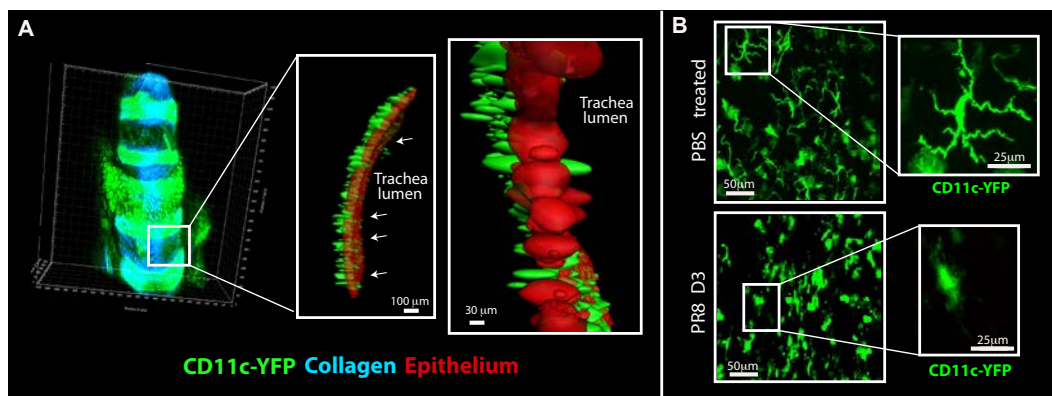 A
Trachea
lumen
100 μm
Trachea
lumen
30 μm
CD11c-YFP Collagen Epithelium
B
PBS treated
50μm
25μm
CD11c-YFP
PR8 D3
50μm
25μm
CD11c-YFP